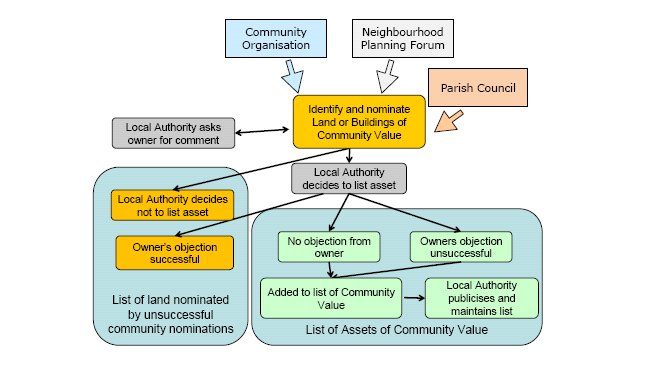 Community
Organisation
Neighbourhood
Planning Forum
Parish Council
Identify and nominate
Land or Buildings of
Community Value
Local Authority asks
owner for comment
Local Authority
decides to list asset
Local Authority decides
not to list asset
Owner's objection
successful
No objection from
owner
Owners objection
unsuccessful
Added to list of Community
Value
Local Authority
publicises and
maintains list
List of land nominated
by unsuccessful
community nominations
List of Assets of Community Value